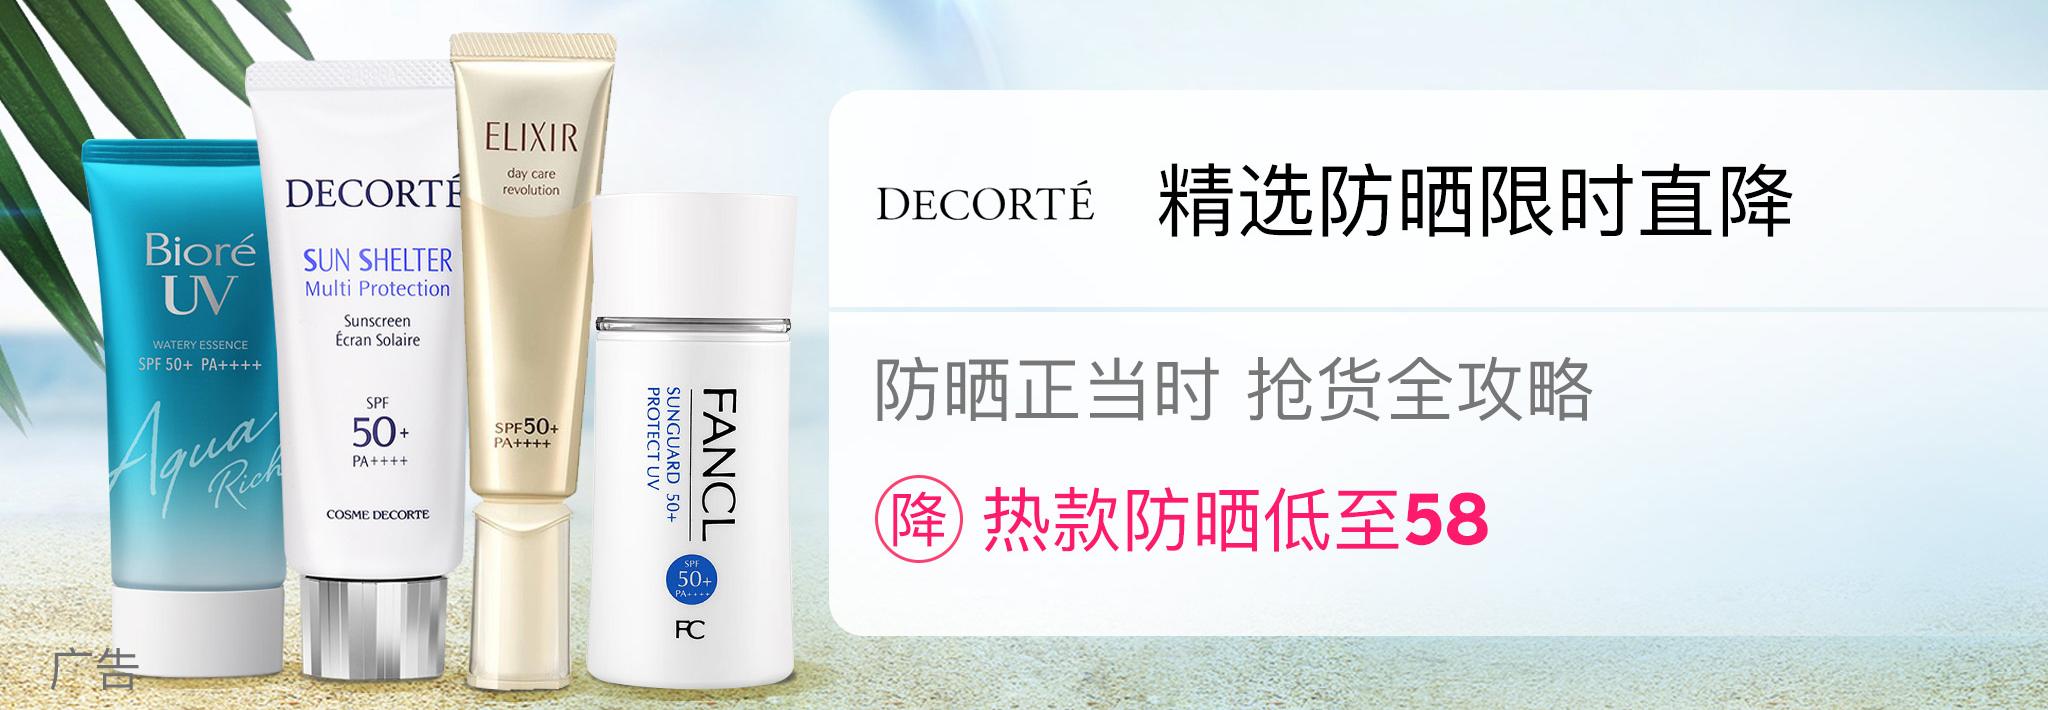 Bioré
UV
WATERY ESSENCE
SPF 50+ PA++++
Aqua
Rich
DECORTÉ
SUN SHELTER
Multi Protection
Sunscreen
Écran Solaire
SPF
50+
PA++++
COSME DECORTE
ELIXIR
day care
revolution
SPF50+
PA++++
FANCL
SUNGUARD 50+
PROTECT UV
SPF
50+
PA++++
FC
DECORTÉ 精选防晒限时直降
防晒正当时 抢货全攻略
降 热款防晒低至58
广告